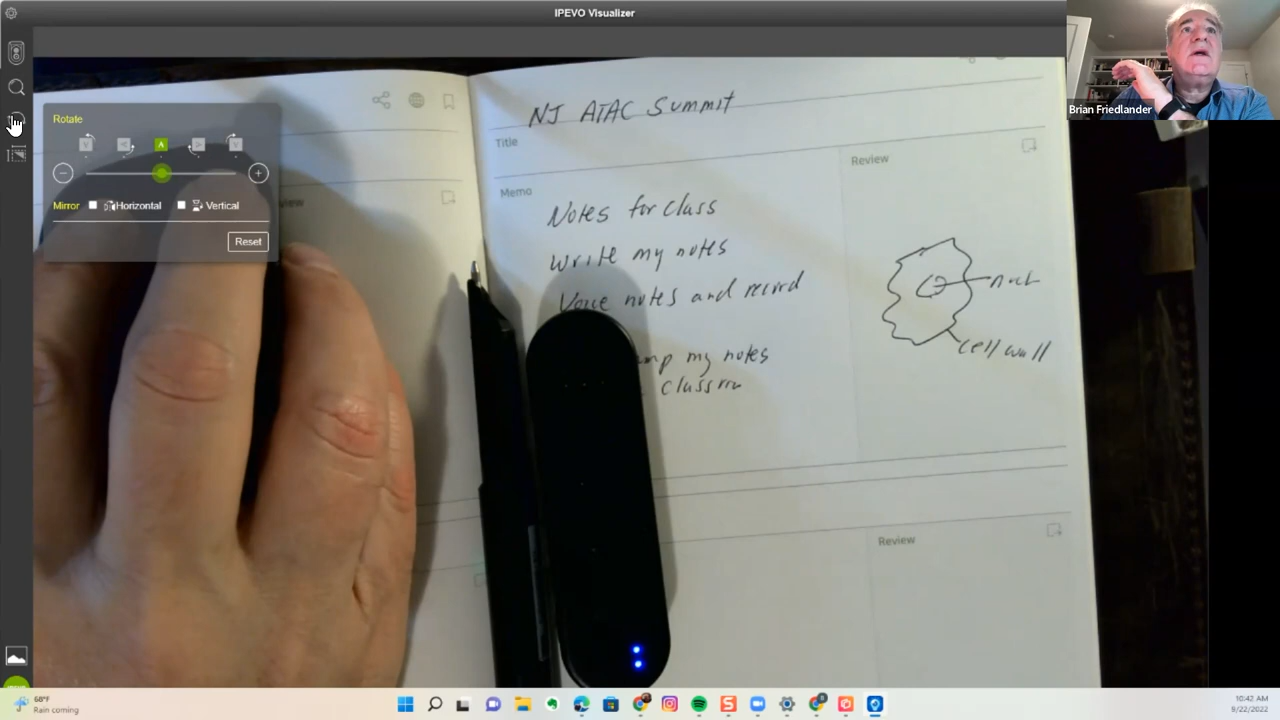 IPEVO Visualizer
Brian Friedlander
Rotate
Mirror Horizontal Vertical
Reset
NJ ATAC Summit
Title
Memo
Review
Notes for class
Write my notes
Voice notes and record
my notes
cell wall
Review
68°F
Rain coming
10:42 AM
9/22/2022